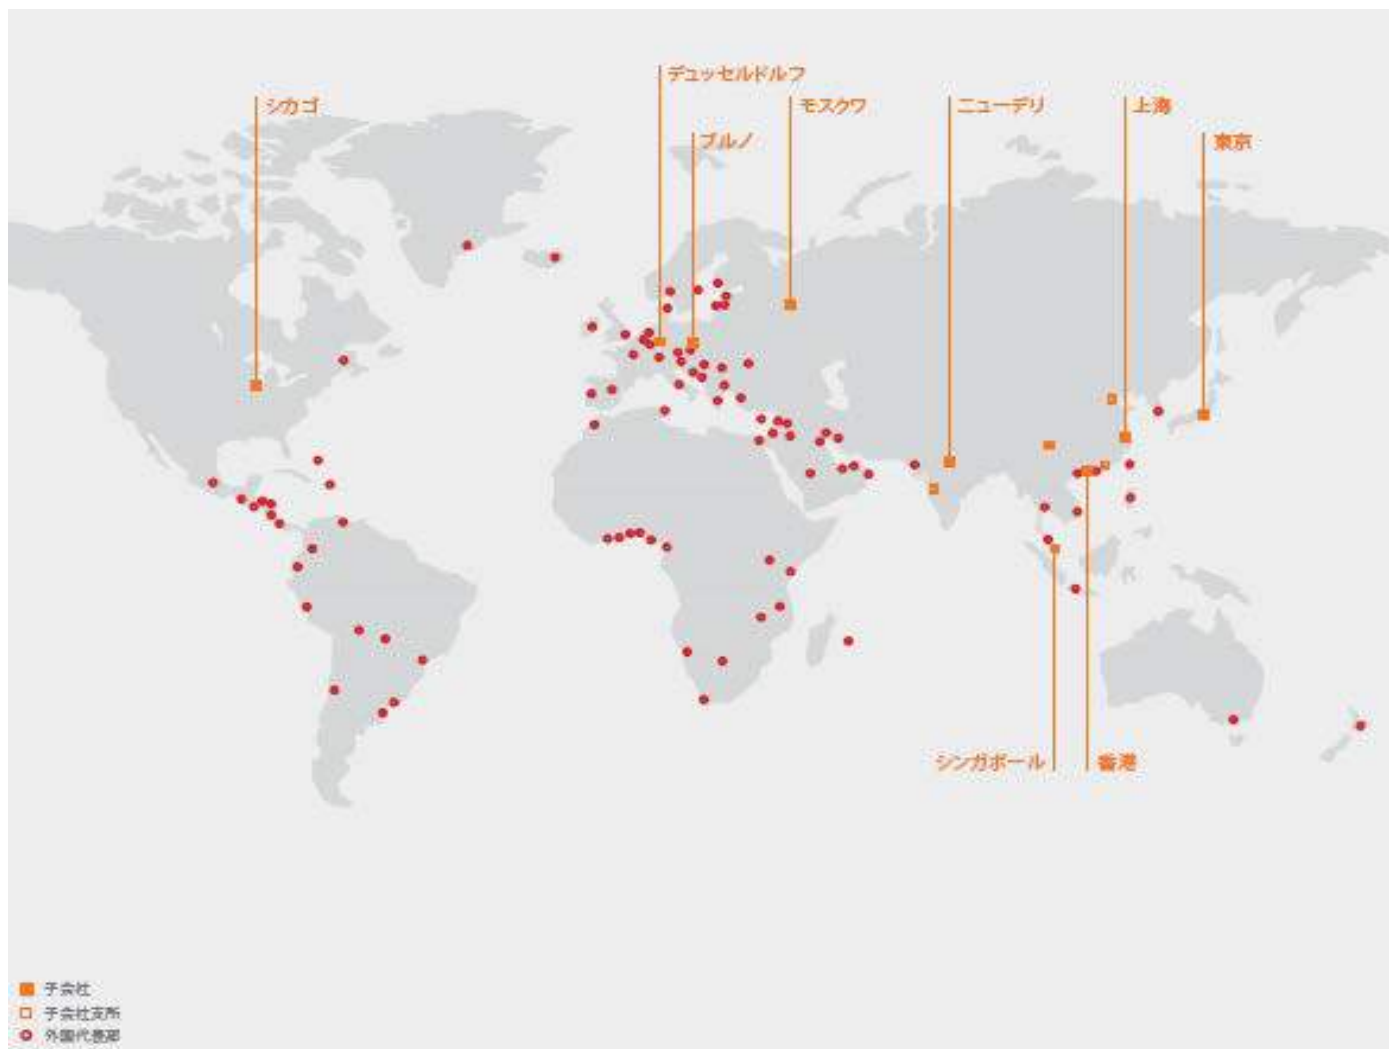 デュッセルドルフ
シカゴ
モスクワ
ニューデリ
上海
ブルノ
東京
シンガポール
香港
子会社
子会社支所
外国代表部